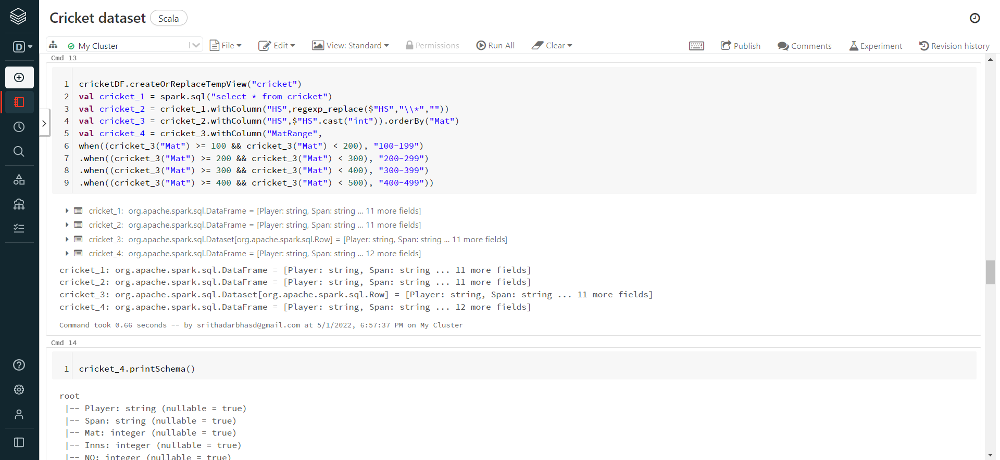 Cricket dataset Scala
D
My Cluster File Edit View: Standard Permissions Run All Clear Publish Comments Experiment Revision history
Cmd 13
1 cricketDF.createOrReplaceTempView("cricket")
2 val cricket_1 = spark.sql("select * from cricket")
3 val cricket_2 = cricket_1.withColumn("HS",regexp_replace($"HS","\\*",""))
4 val cricket_3 = cricket_2.withColumn("HS",$"HS".cast("int")).orderBy("Mat")
5 val cricket_4 = cricket_3.withColumn("MatRange",
6 when((cricket_3("Mat") >= 100 && cricket_3("Mat") < 200), "100-199")
7 .when((cricket_3("Mat") >= 200 && cricket_3("Mat") < 300), "200-299")
8 .when((cricket_3("Mat") >= 300 && cricket_3("Mat") < 400), "300-399")
9 .when((cricket_3("Mat") >= 400 && cricket_3("Mat") < 500), "400-499"))
cricket_1: org.apache.spark.sql.DataFrame = [Player: string, Span: string ... 11 more fields]
cricket_2: org.apache.spark.sql.DataFrame = [Player: string, Span: string ... 11 more fields]
cricket_3: org.apache.spark.sql.Dataset[org.apache.spark.sql.Row] = [Player: string, Span: string ... 11 more fields]
cricket_4: org.apache.spark.sql.DataFrame = [Player: string, Span: string ... 12 more fields]
cricket_1: org.apache.spark.sql.DataFrame = [Player: string, Span: string ... 11 more fields]
cricket_2: org.apache.spark.sql.DataFrame = [Player: string, Span: string ... 11 more fields]
cricket_3: org.apache.spark.sql.Dataset[org.apache.spark.sql.Row] = [Player: string, Span: string ... 11 more fields]
cricket_4: org.apache.spark.sql.DataFrame = [Player: string, Span: string ... 12 more fields]
Command took 0.66 seconds -- by srithadarbhasd@gmail.com at 5/1/2022, 6:57:37 PM on My Cluster
Cmd 14
1 cricket_4.printSchema()
root
|-- Player: string (nullable = true)
|-- Span: string (nullable = true)
|-- Mat: integer (nullable = true)
|-- Inns: integer (nullable = true)
|-- NO: integer (nullable = true)